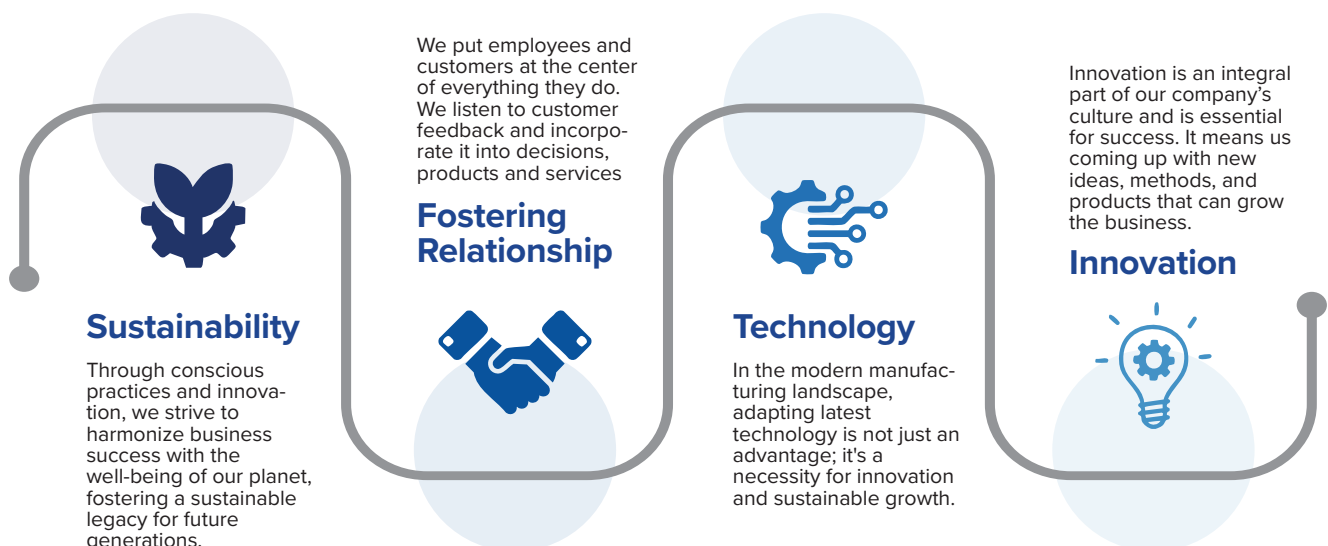 Sustainability
Through conscious
practices and innova-
tion, we strive to
harmonize business
success with the
well-being of our planet,
fostering a sustainable
legacy for future
generations.
We put employees and
customers at the center
of everything they do.
We listen to customer
feedback and incorpo-
rate it into decisions,
products and services
Fostering
Relationship
Technology
In the modern manufac-
turing landscape,
adapting latest
technology is not just an
advantage; it's a
necessity for innovation
and sustainable growth.
Innovation is an integral
part of our company’s
culture and is essential
for success. It means us
coming up with new
ideas, methods, and
products that can grow
the business.
Innovation